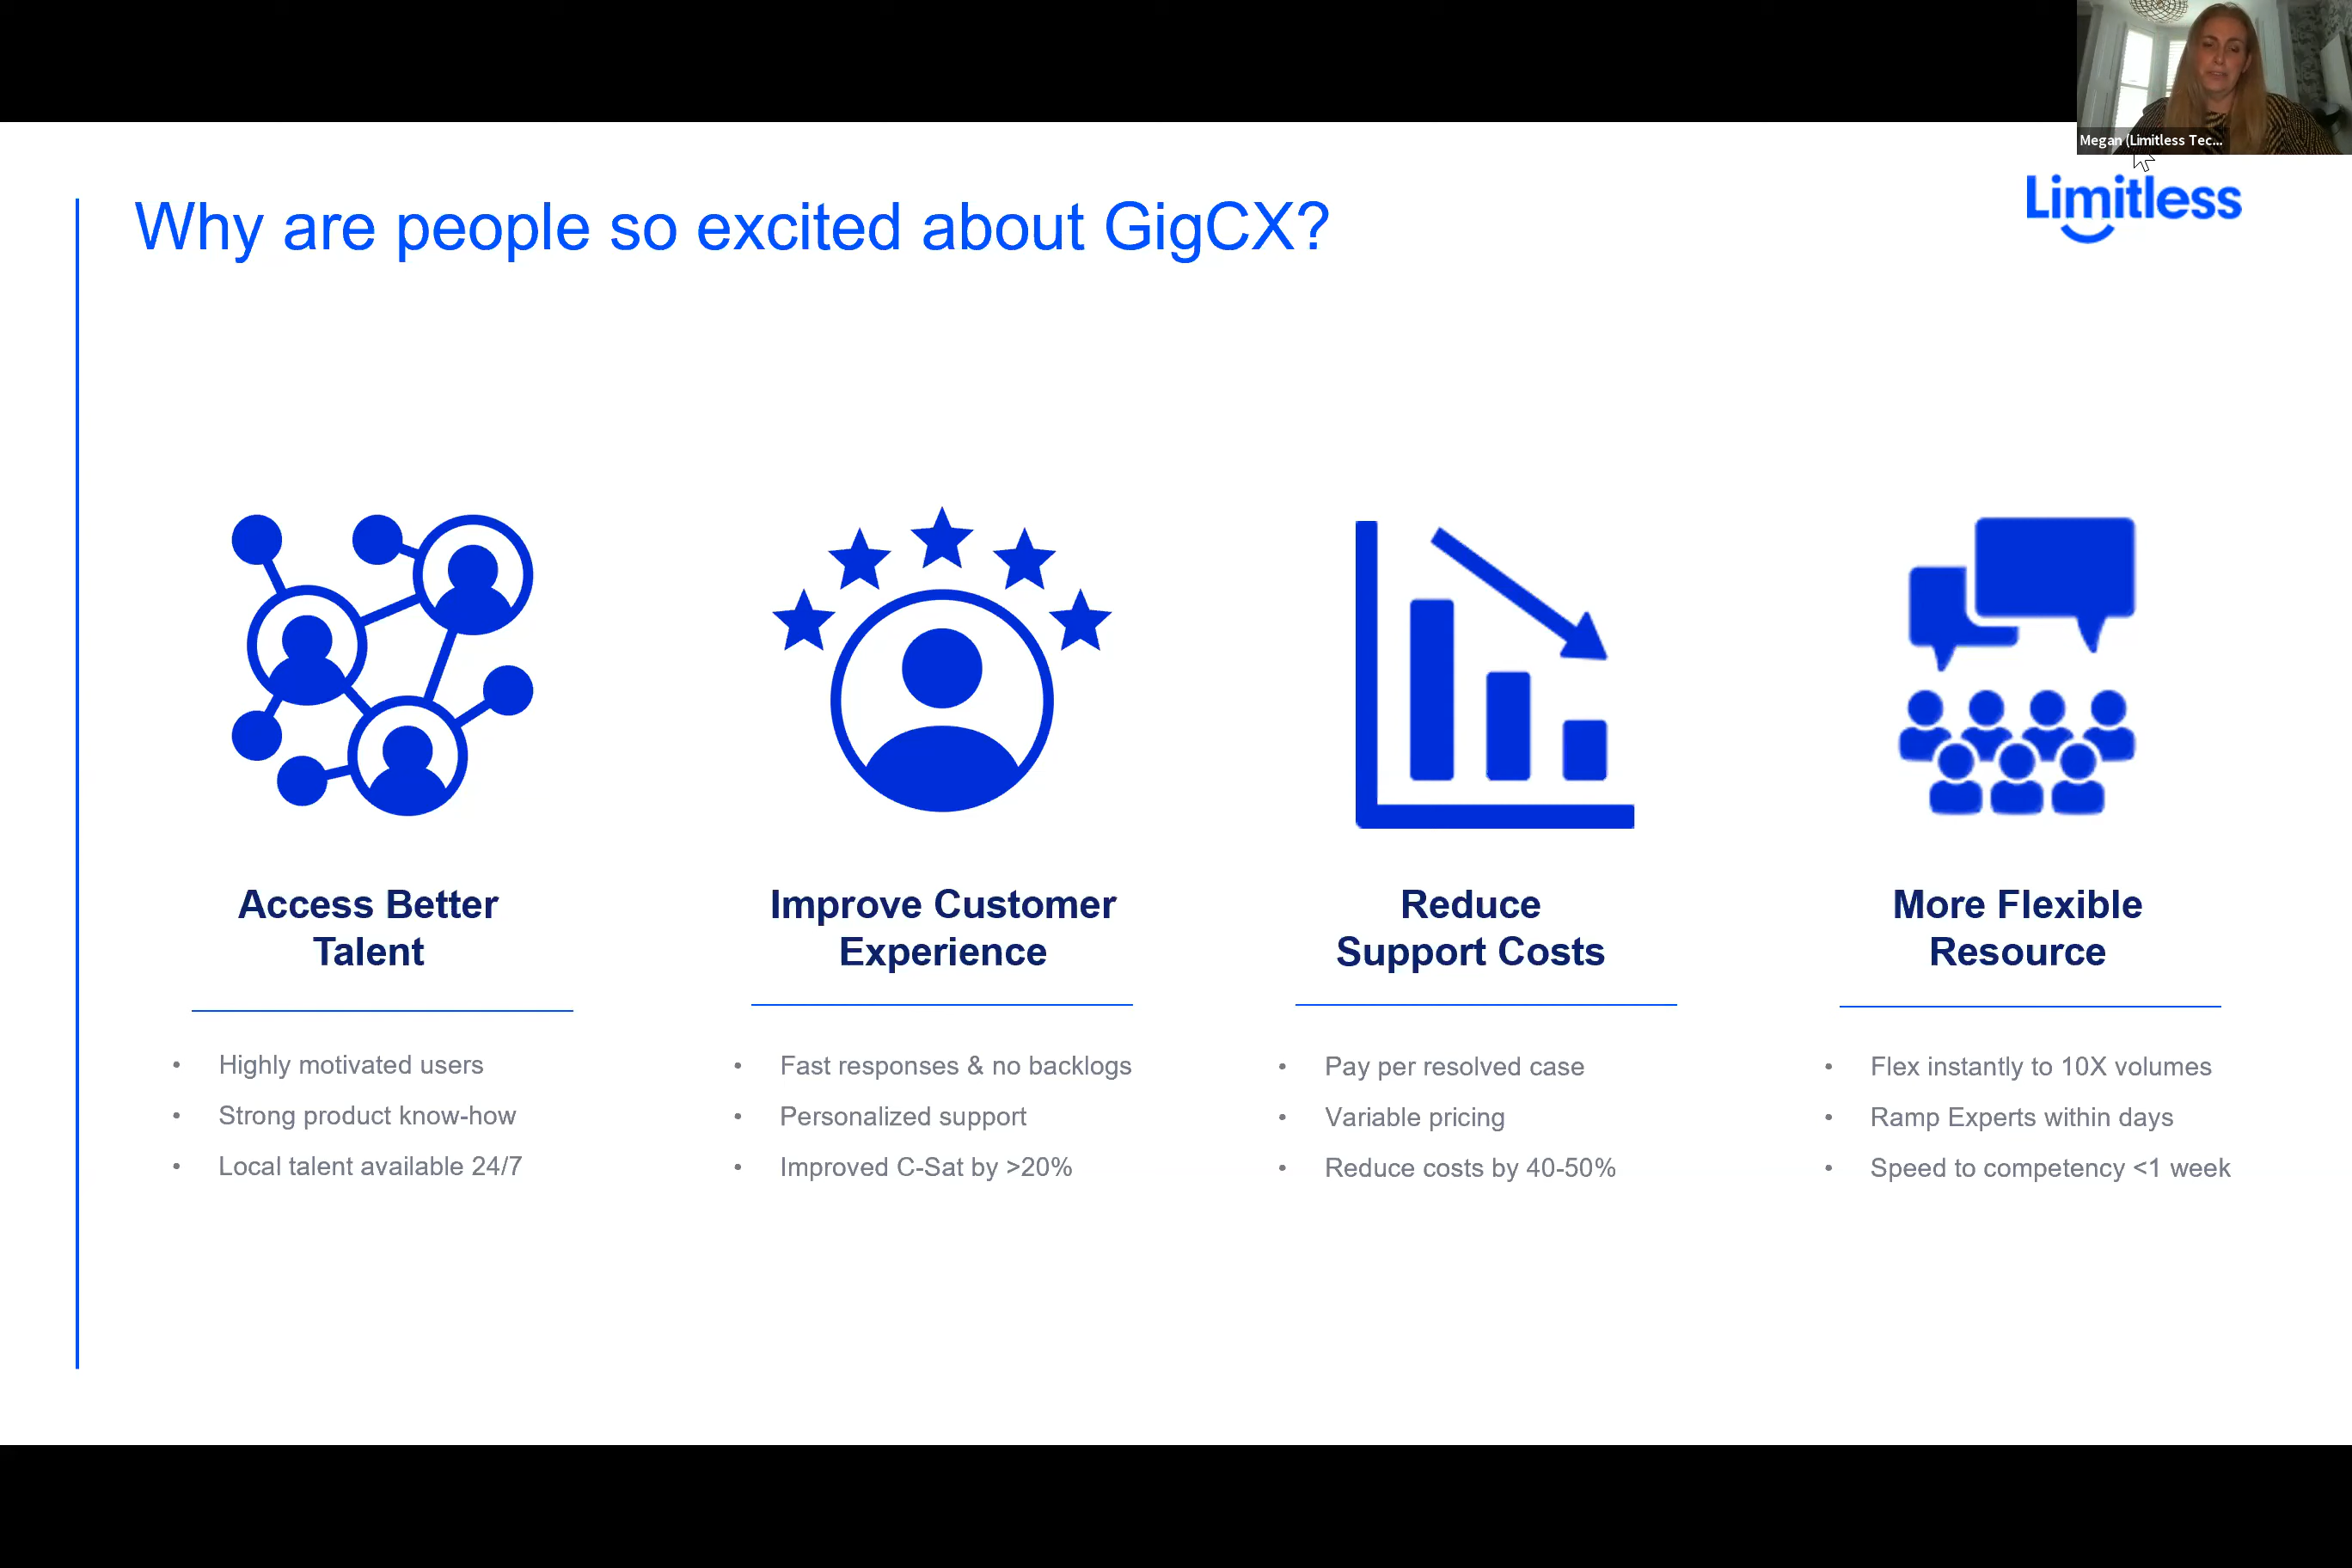 Megan (Limitless Tec...
Limitless
Why are people so excited about GigCX?
Access Better
Talent
• Highly motivated users
• Strong product know-how
• Local talent available 24/7
Improve Customer
Experience
• Fast responses & no backlogs
• Personalized support
• Improved C-Sat by >20%
Reduce
Support Costs
• Pay per resolved case
• Variable pricing
• Reduce costs by 40-50%
More Flexible
Resource
• Flex instantly to 10X volumes
• Ramp Experts within days
• Speed to competency <1 week